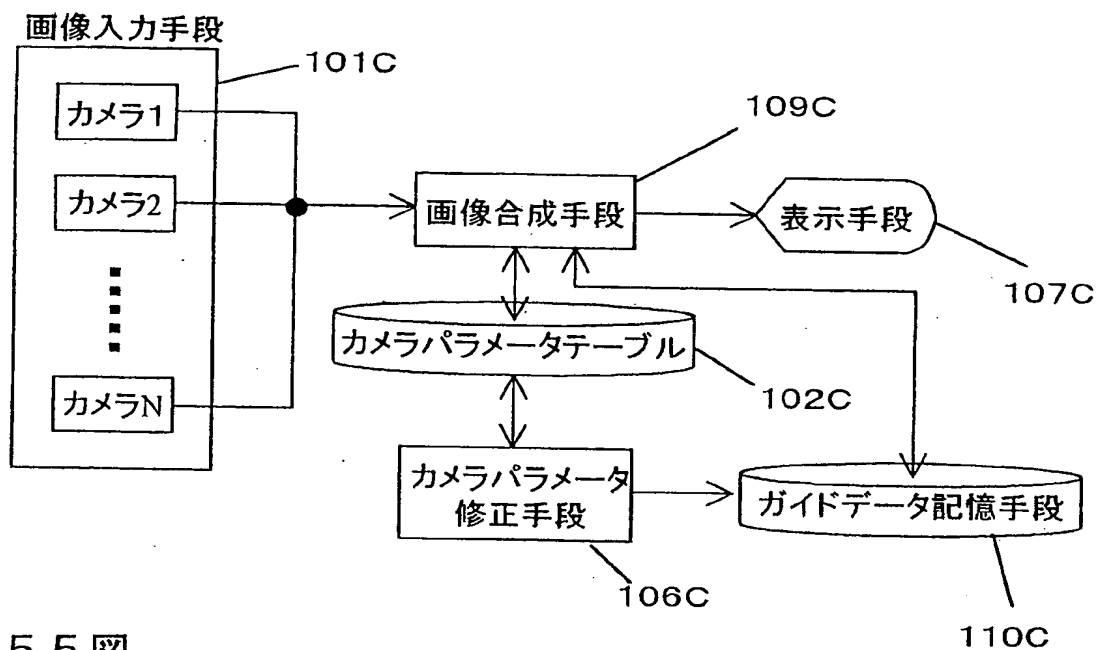 画像入力手段
101C
カメラ1
109C
カメラ2
画像合成手段
表示手段
107C
カメラパラメータテーブル
102C
カメラN
カメラパラメータ
修正手段
ガイドデータ記憶手段
106C
110C
55図